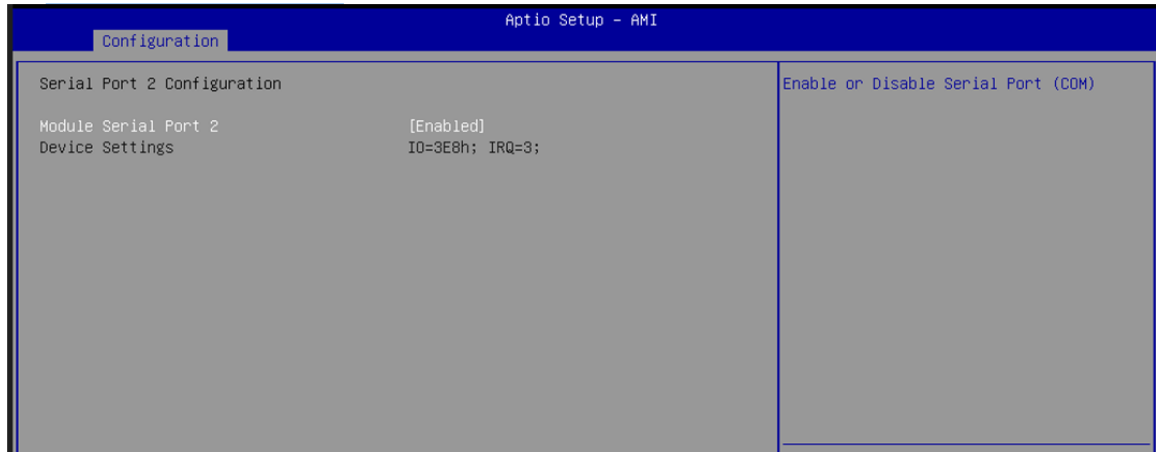 Aptio Setup – AMI
Configuration
Serial Port 2 Configuration
Enable or Disable Serial Port (COM)
Module Serial Port 2 [Enabled]
Device Settings IO=3E8h; IRQ=3;